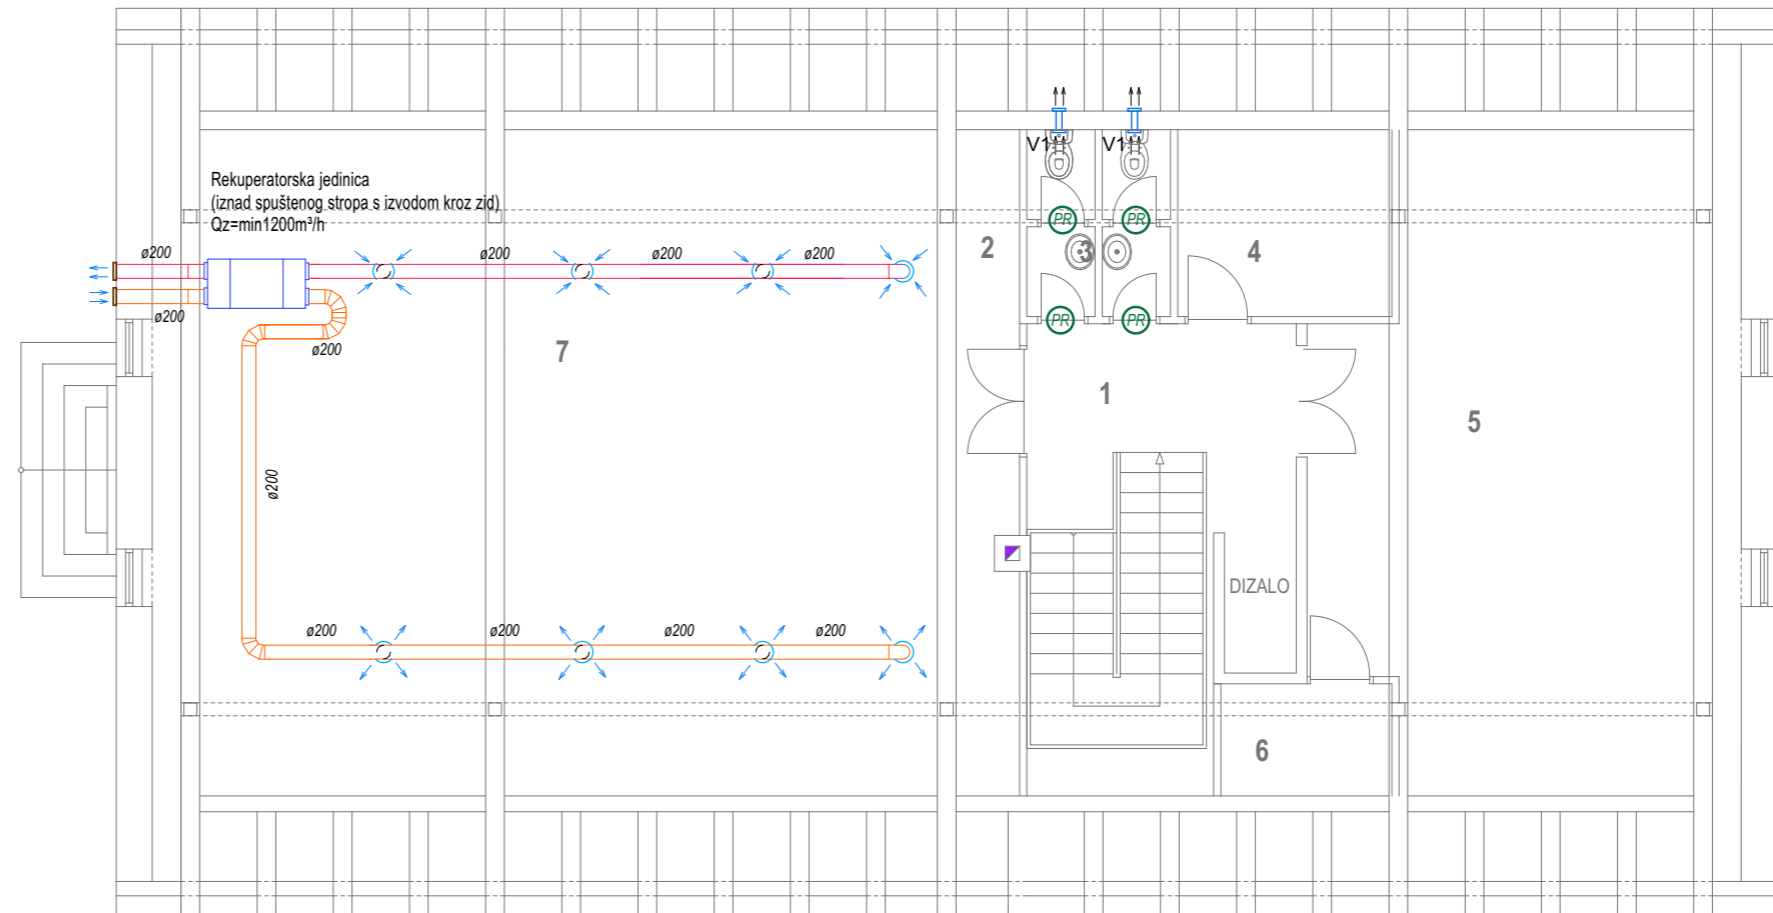 V1
V1
Rekuperatorska jedinica
(iznad spuštenog stropa s izvodom kroz zid)
Qz=min1200m³/h
PR
PR
2
3
4
ø200
ø200
ø200
ø200
ø200
PR
PR
ø200
7
1
5
ø200
DIZALO
ø200
ø200
ø200
ø200
6